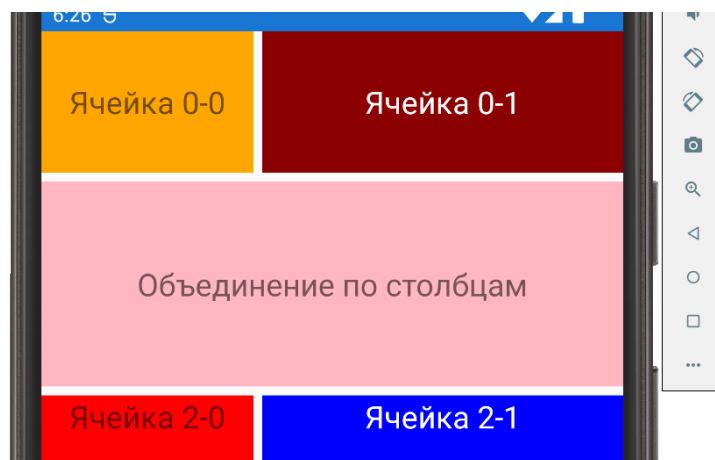 6:26
Ячейка 0-0 Ячейка 0-1
Объединение по столбцам
Ячейка 2-0 Ячейка 2-1